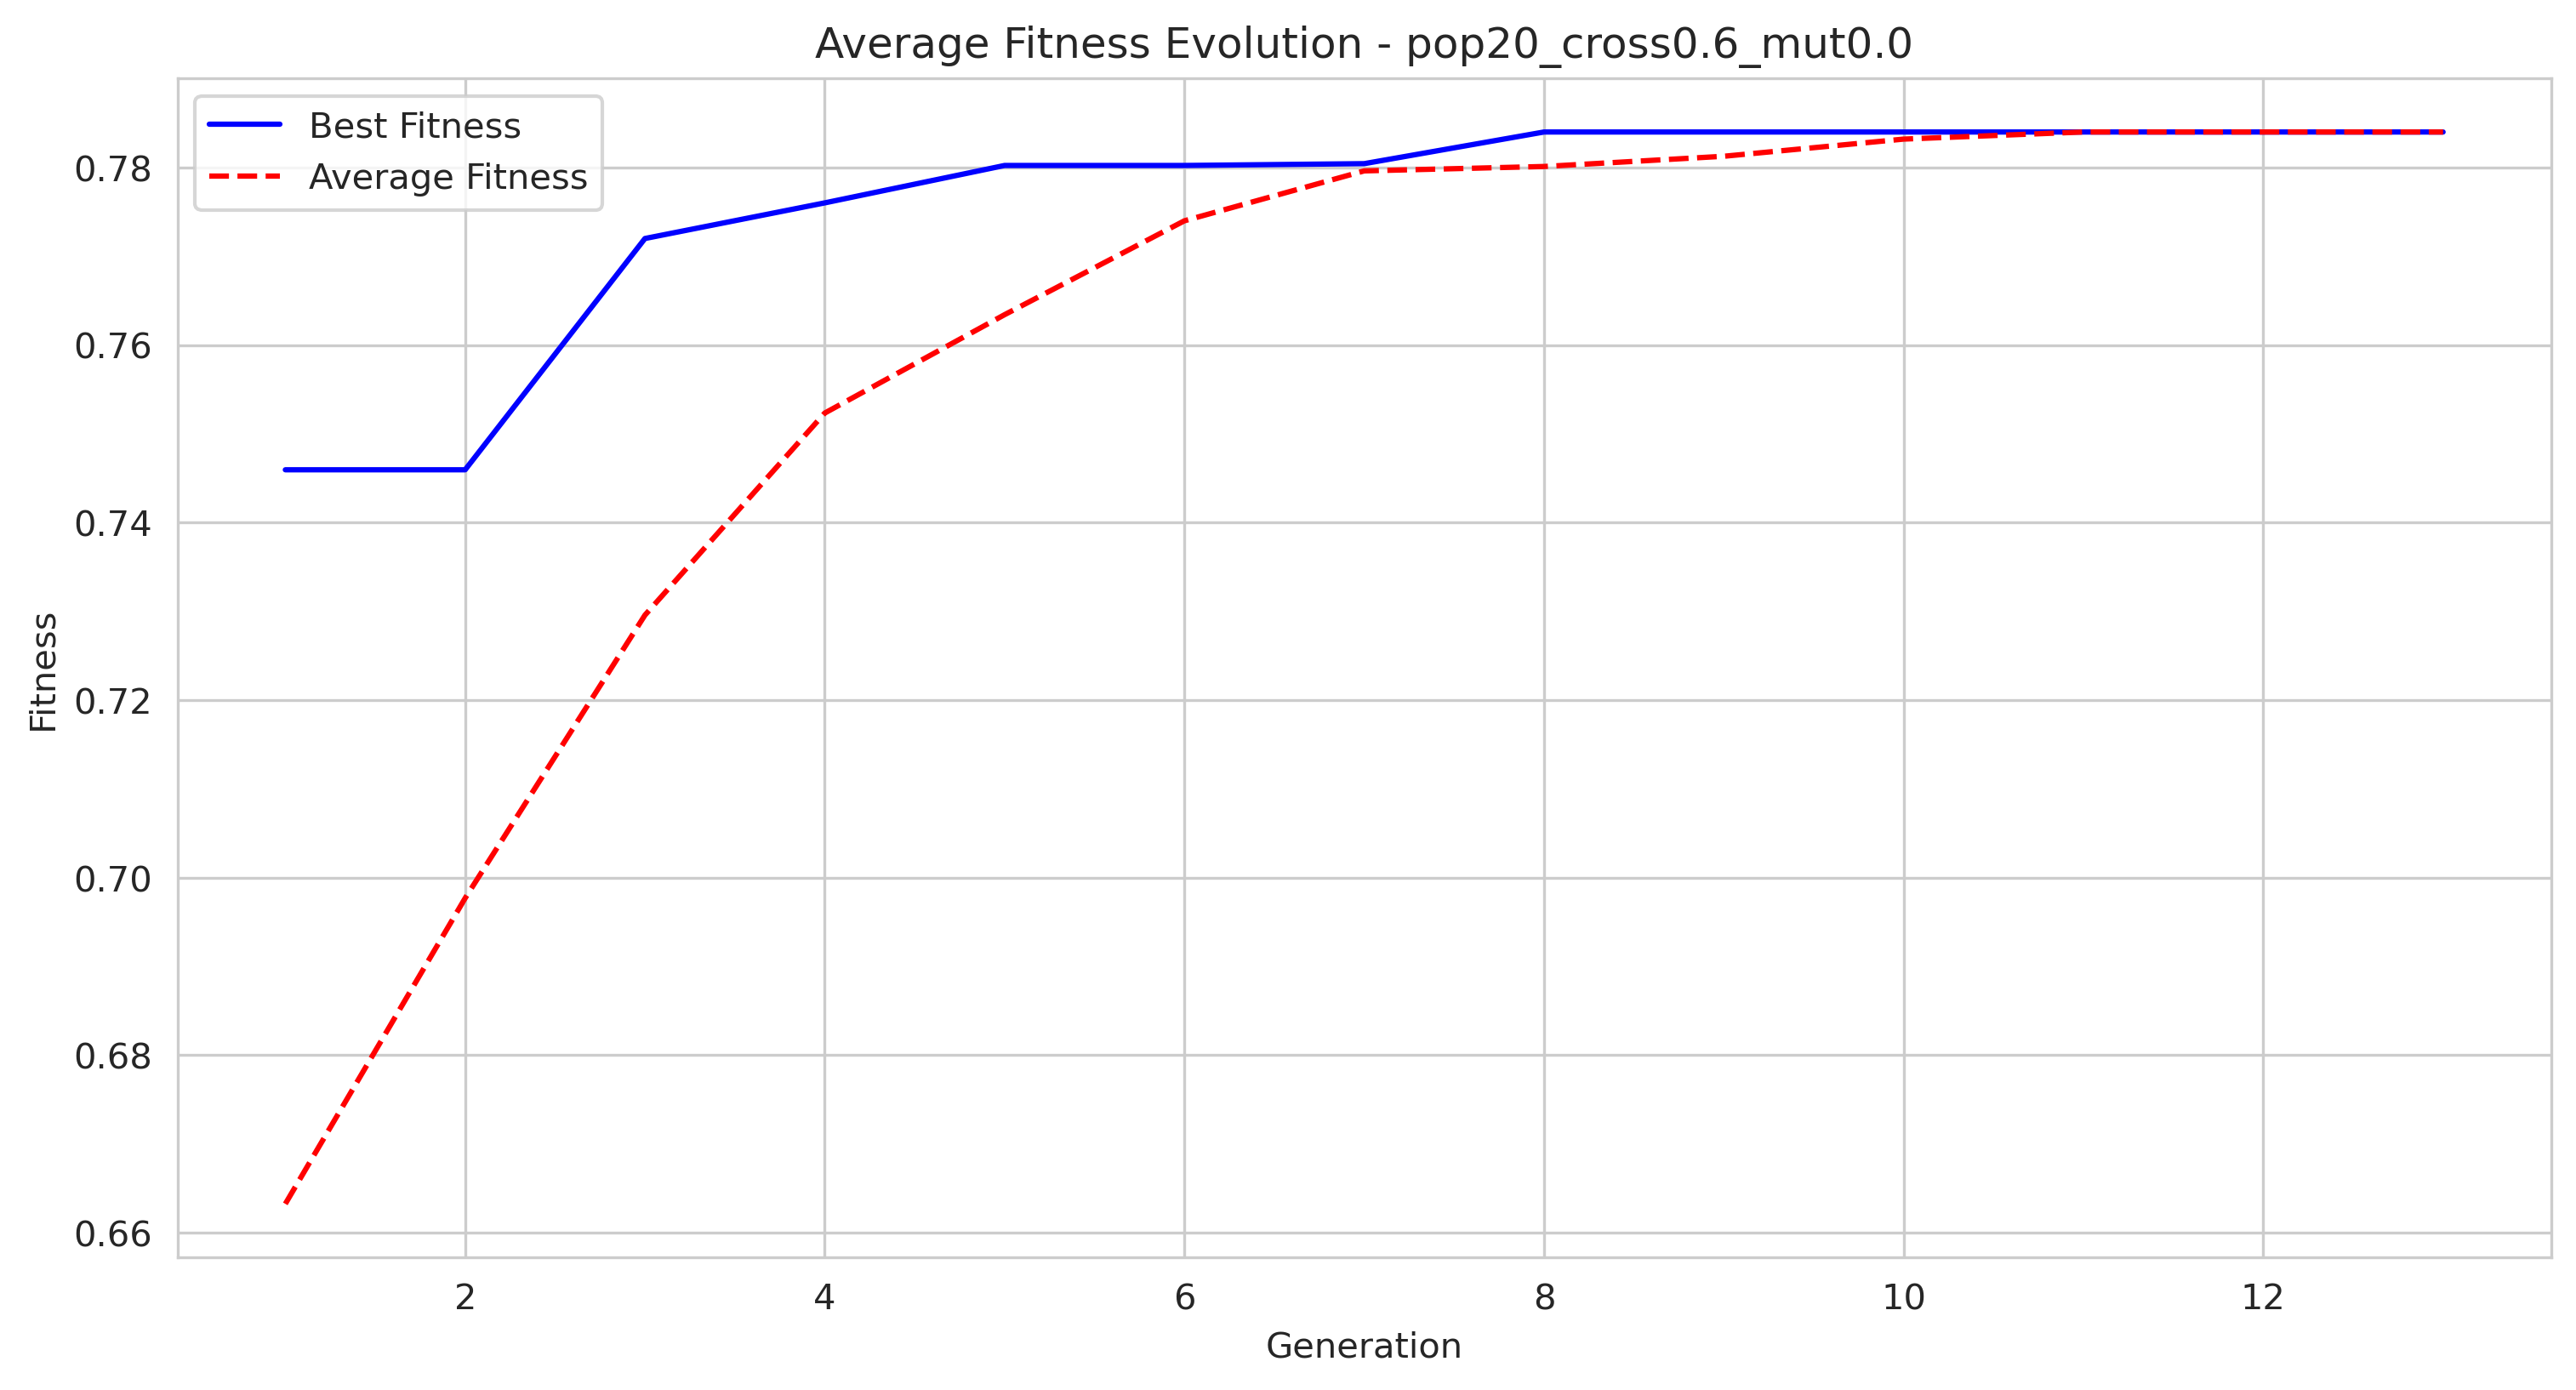 Average Fitness Evolution - pop20_cross0.6_mut0.0
Best Fitness
Average Fitness
0.78
0.76
0.74
0.72
0.70
0.68
0.66
Fitness
2 4 6 8 10 12
Generation